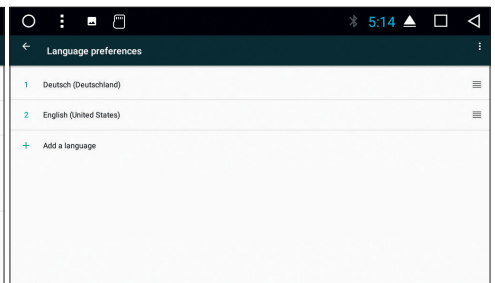 5:14
Language preferences
1 Deutsch (Deutschland)
2 English (United States)
+ Add a language